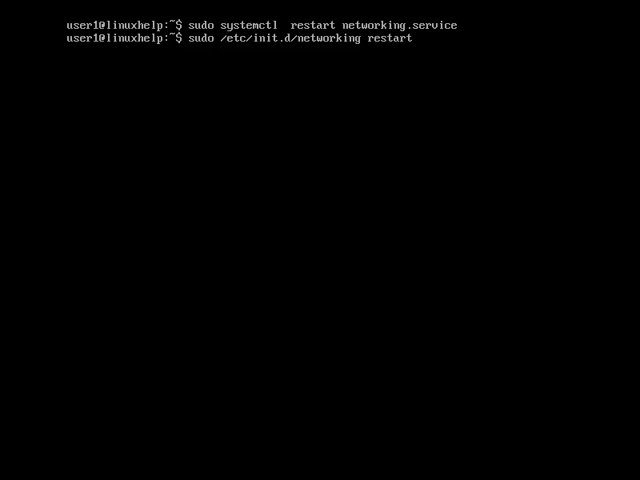 user1@linuxhelp:~$ sudo systemctl  restart networking.service
user1@linuxhelp:~$ sudo /etc/init.d/networking restart